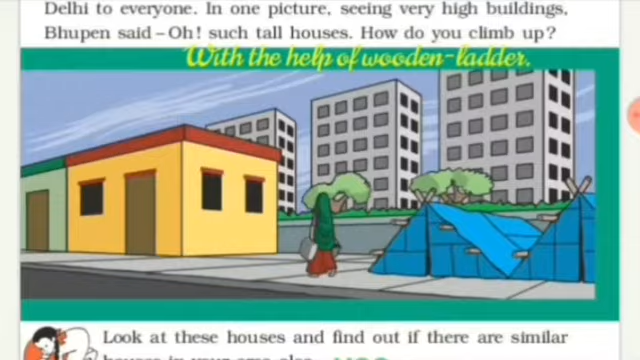 Delhi to everyone. In one picture, seeing very high buildings,
Bhupen said – Oh! such tall houses. How do you climb up?
With the help of wooden-ladder.
Look at these houses and find out if there are similar